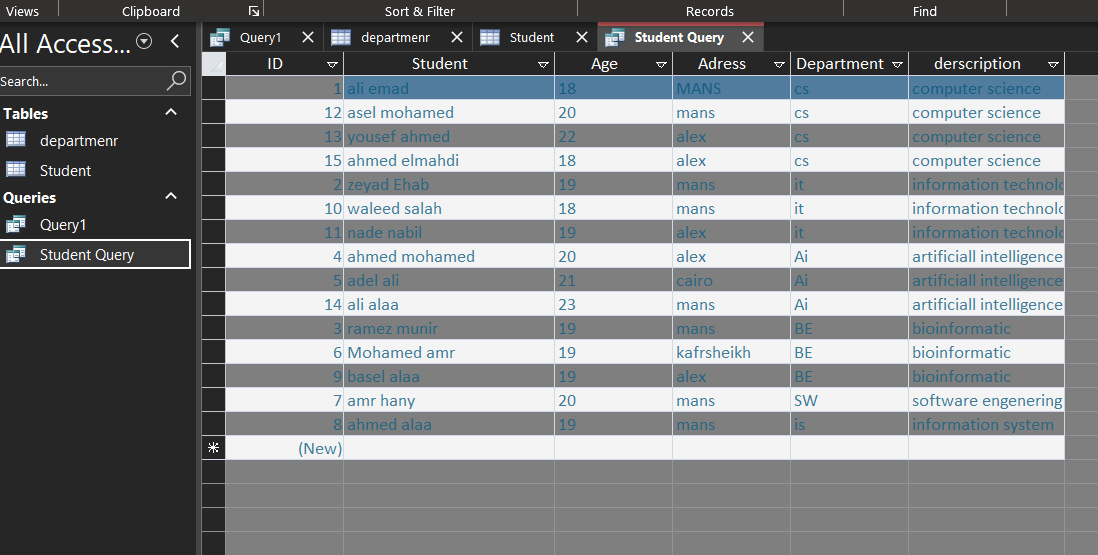 Views Clipboard Sort & Filter Records Find
All Access...
Search...
Tables
departmenr
Student
Queries
Query1
Student Query
Query1 departmenr Student Student Query
ID Student Age Adress Department derscription
1 ali emad 18 MANS cs computer science
12 asel mohamed 20 mans cs computer science
13 yousef ahmed 22 alex cs computer science
15 ahmed elmahdi 18 alex cs computer science
2 zeyad Ehab 19 mans it information technolo
10 waleed salah 18 mans it information technolo
11 nade nabil 19 alex it information technolo
4 ahmed mohamed 20 alex Ai artificiall intelligence
5 adel ali 21 cairo Ai artificiall intelligence
14 ali alaa 23 mans Ai artificiall intelligence
3 ramez munir 19 mans BE bioinformatic
6 Mohamed amr 19 kafrsheikh BE bioinformatic
9 basel alaa 19 alex BE bioinformatic
7 amr hany 20 mans SW software engenering
8 ahmed alaa 19 mans is information system
(New)